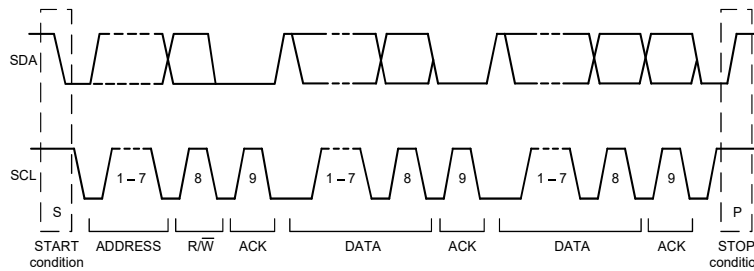 SDA
SCL
1 – 7
8
9
1 – 7
8
9
1 – 7
8
9
S
P
START
condition
ADDRESS
R/W̅
ACK
DATA
ACK
DATA
ACK
STOP
conditio